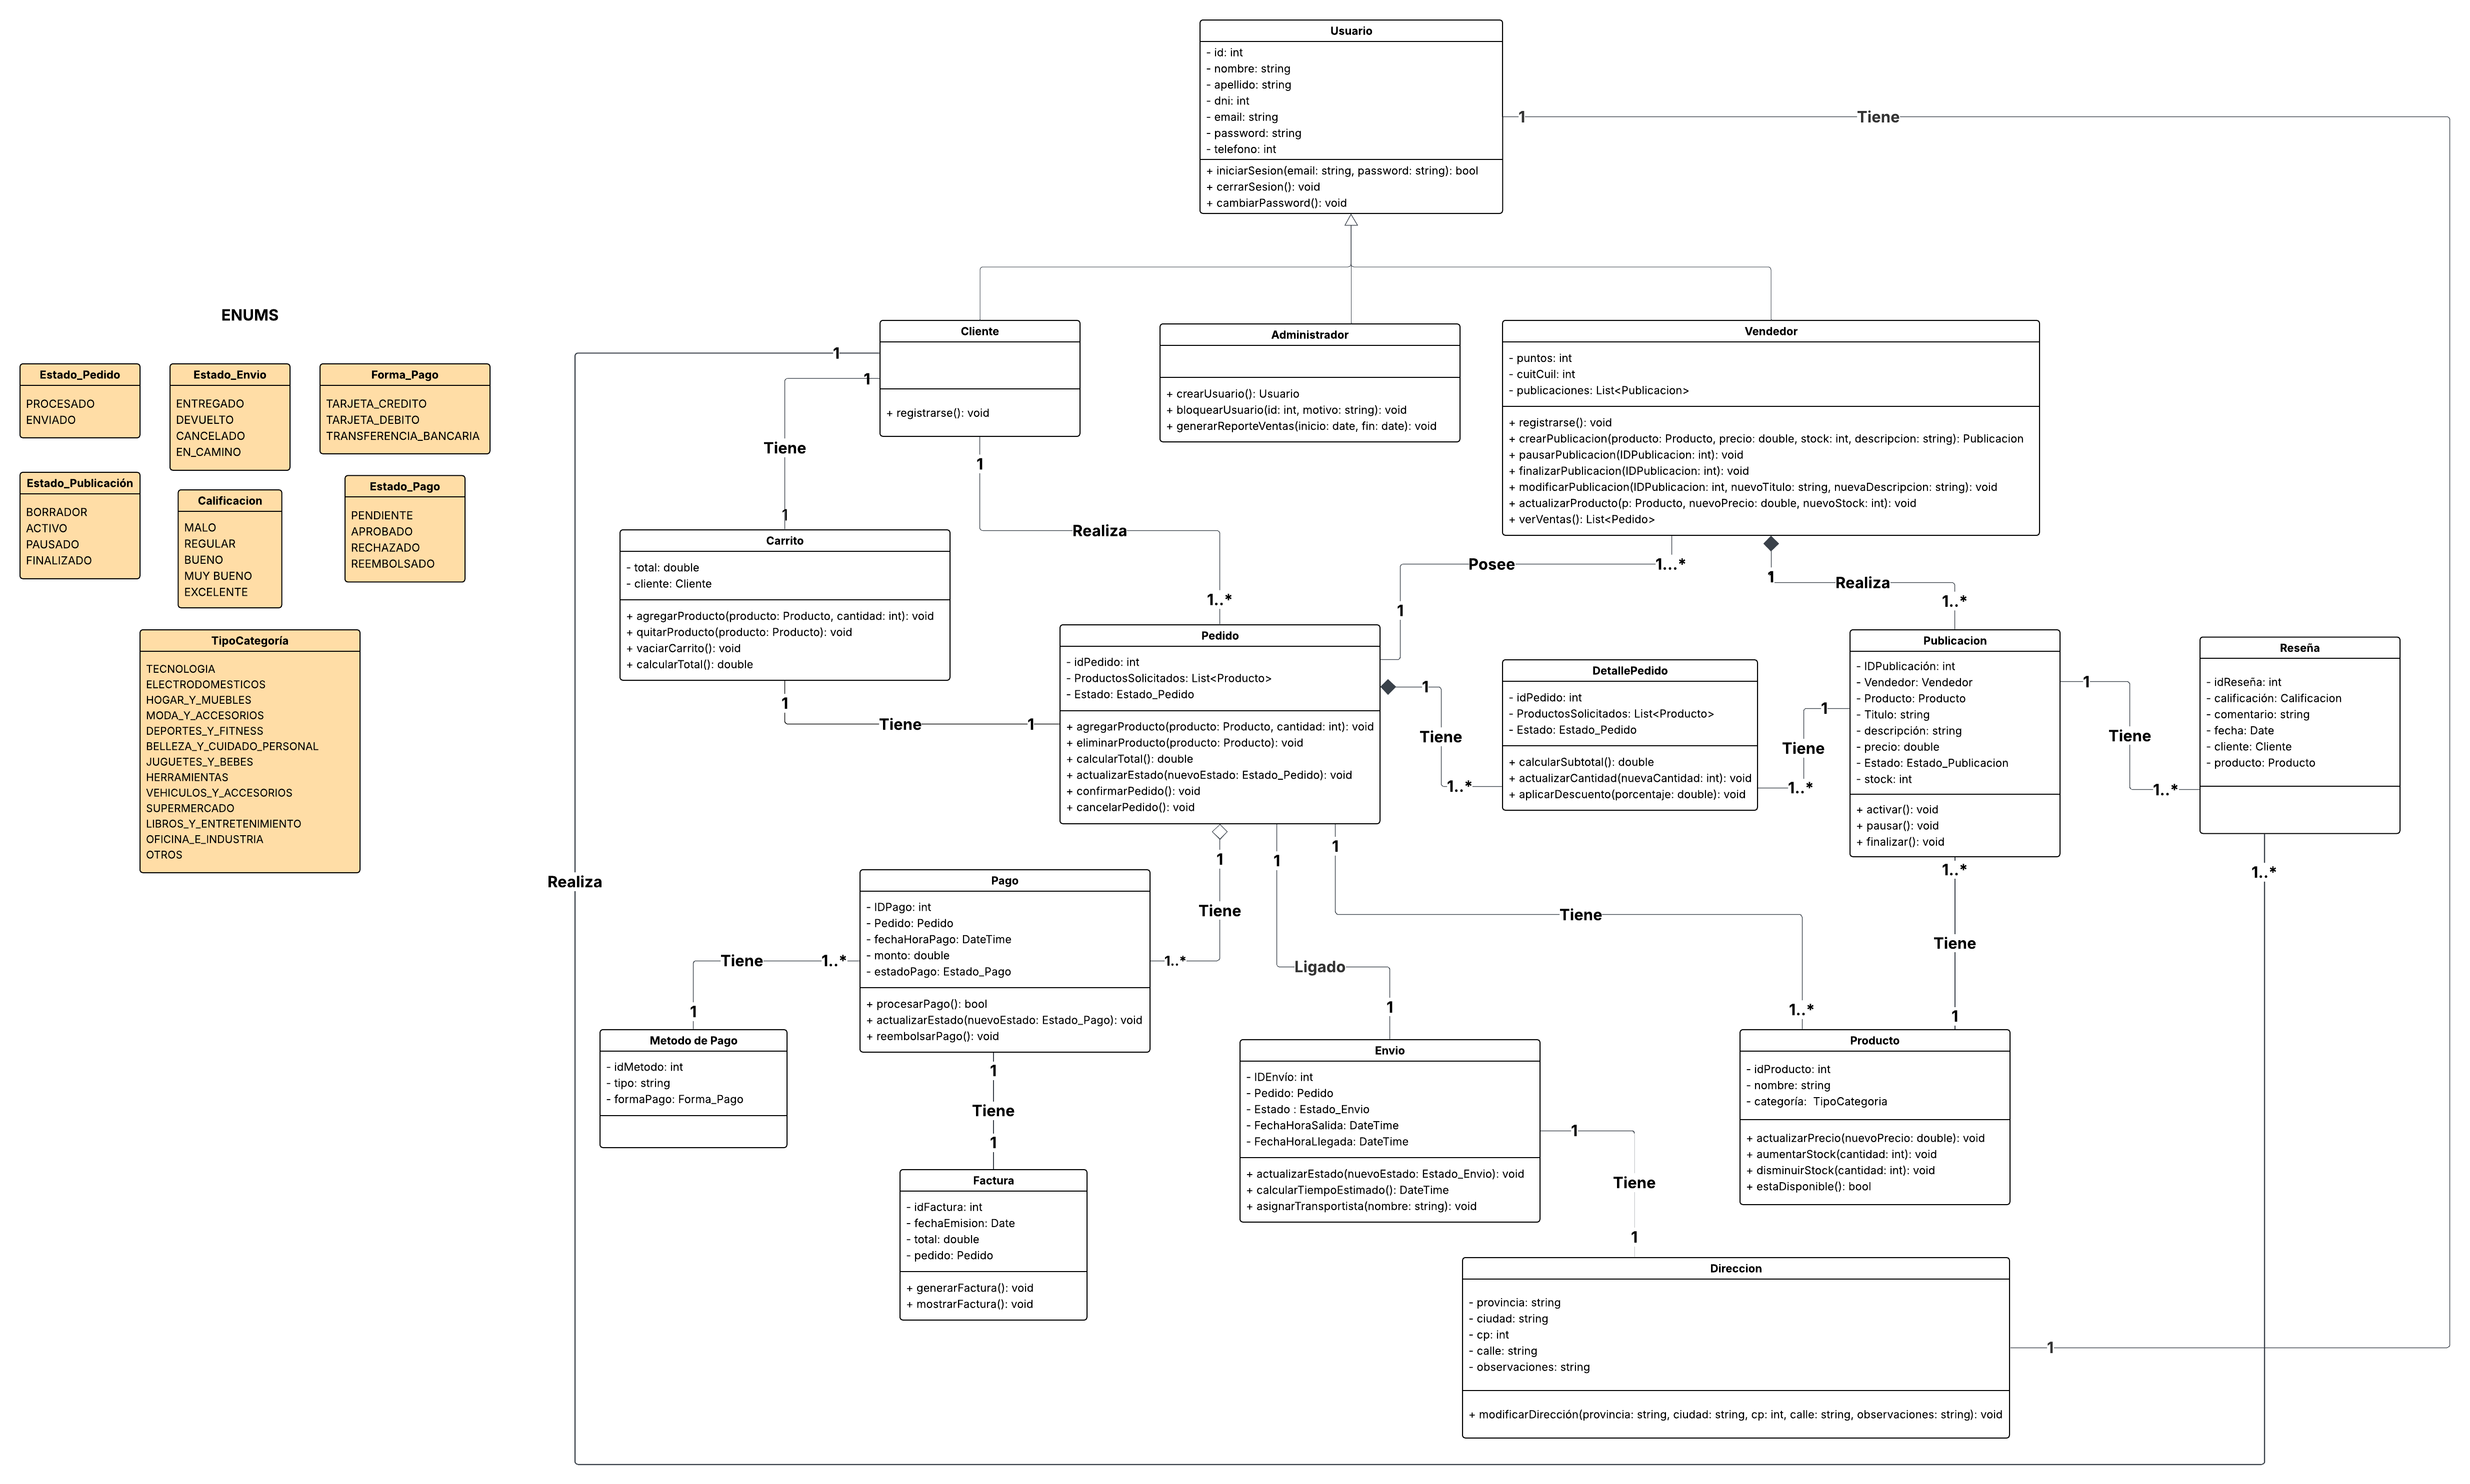 Usuario
- id: int
- nombre: string
- apellido: string
- dni: int
- email: string
- password: string
- telefono: int
+ iniciarSesion(email: string, password: string): bool
+ cerrarSesion(): void
+ cambiarPassword(): void
1
Tiene
ENUMS
Estado_Pedido
PROCESADO
ENVIADO
Estado_Envio
ENTREGADO
DEVUELTO
CANCELADO
EN_CAMINO
Forma_Pago
TARJETA_CREDITO
TARJETA_DEBITO
TRANSFERENCIA_BANCARIA
Estado_Publicación
BORRADOR
ACTIVO
PAUSADO
FINALIZADO
Calificacion
MALO
REGULAR
BUENO
MUY BUENO
EXCELENTE
Estado_Pago
PENDIENTE
APROBADO
RECHAZADO
REEMBOLSADO
TipoCategoría
TECNOLOGIA
ELECTRODOMESTICOS
HOGAR_Y_MUEBLES
MODA_Y_ACCESORIOS
DEPORTES_Y_FITNESS
BELLEZA_Y_CUIDADO_PERSONAL
JUGUETES_Y_BEBES
HERRAMIENTAS
VEHICULOS_Y_ACCESORIOS
SUPERMERCADO
LIBROS_Y_ENTRETENIMIENTO
OFICINA_E_INDUSTRIA
OTROS
Cliente
+ registrarse(): void
1
1
1
Administrador
+ crearUsuario(): Usuario
+ bloquearUsuario(id: int, motivo: string): void
+ generarReporteVentas(inicio: date, fin: date): void
Vendedor
- puntos: int
- cuitCuil: int
- publicaciones: List<Publicacion>
+ registrarse(): void
+ crearPublicacion(producto: Producto, precio: double, stock: int, descripcion: string): Publicacion
+ pausarPublicacion(IDPublicacion: int): void
+ finalizarPublicacion(IDPublicacion: int): void
+ modificarPublicacion(IDPublicacion: int, nuevoTitulo: string, nuevaDescripcion: string): void
+ actualizarProducto(p: Producto, nuevoPrecio: double, nuevoStock: int): void
+ verVentas(): List<Pedido>
Tiene
1
Realiza
1..*
Posee
1...*
1
1
Realiza
1..*
Carrito
- total: double
- cliente: Cliente
+ agregarProducto(producto: Producto, cantidad: int): void
+ quitarProducto(producto: Producto): void
+ vaciarCarrito(): void
+ calcularTotal(): double
1
Tiene
1
Pedido
- idPedido: int
- ProductosSolicitados: List<Producto>
- Estado: Estado_Pedido
+ agregarProducto(producto: Producto, cantidad: int): void
+ eliminarProducto(producto: Producto): void
+ calcularTotal(): double
+ actualizarEstado(nuevoEstado: Estado_Pedido): void
+ confirmarPedido(): void
+ cancelarPedido(): void
1
Tiene
1..*
DetallePedido
- idPedido: int
- ProductosSolicitados: List<Producto>
- Estado: Estado_Pedido
+ calcularSubtotal(): double
+ actualizarCantidad(nuevaCantidad: int): void
+ aplicarDescuento(porcentaje: double): void
1
Tiene
1..*
Publicacion
- IDPublicación: int
- Vendedor: Vendedor
- Producto: Producto
- Titulo: string
- descripción: string
- precio: double
- Estado: Estado_Publicacion
- stock: int
+ activar(): void
+ pausar(): void
+ finalizar(): void
1
Tiene
1..*
Reseña
- idReseña: int
- calificación: Calificacion
- comentario: string
- fecha: Date
- cliente: Cliente
- producto: Producto
1..*
Realiza
1
1
1
1..*
Tiene
1..*
Pago
- IDPago: int
- Pedido: Pedido
- fechaHoraPago: DateTime
- monto: double
- estadoPago: Estado_Pago
+ procesarPago(): bool
+ actualizarEstado(nuevoEstado: Estado_Pago): void
+ reembolsarPago(): void
Tiene
1..*
1
Metodo de Pago
- idMetodo: int
- tipo: string
- formaPago: Forma_Pago
1
Tiene
1
Factura
- idFactura: int
- fechaEmision: Date
- total: double
- pedido: Pedido
+ generarFactura(): void
+ mostrarFactura(): void
Ligado
1
Tiene
1..*
Tiene
1
Envio
- IDEnvío: int
- Pedido: Pedido
- Estado : Estado_Envio
- FechaHoraSalida: DateTime
- FechaHoraLlegada: DateTime
+ actualizarEstado(nuevoEstado: Estado_Envio): void
+ calcularTiempoEstimado(): DateTime
+ asignarTransportista(nombre: string): void
1
Tiene
1
Producto
- idProducto: int
- nombre: string
- categoría: TipoCategoria
+ actualizarPrecio(nuevoPrecio: double): void
+ aumentarStock(cantidad: int): void
+ disminuirStock(cantidad: int): void
+ estaDisponible(): bool
Direccion
- provincia: string
- ciudad: string
- cp: int
- calle: string
- observaciones: string
+ modificarDirección(provincia: string, ciudad: string, cp: int, calle: string, observaciones: string): void
1